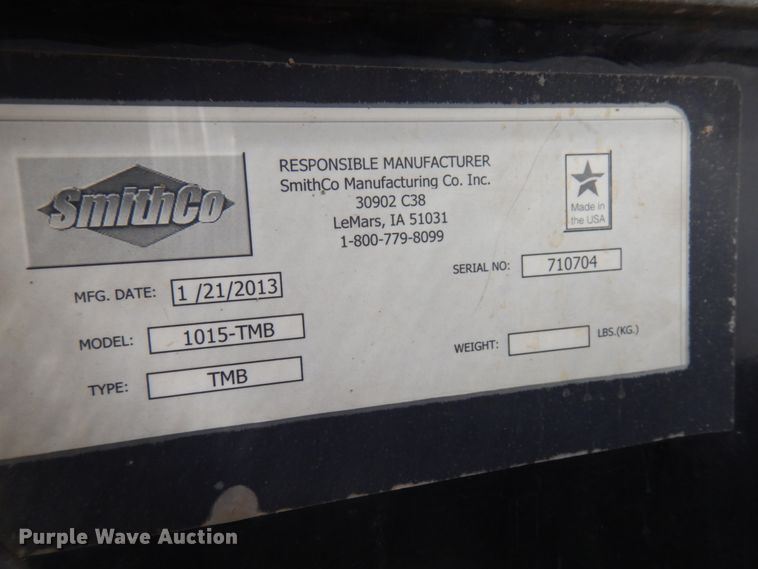 SmithCo
RESPONSIBLE MANUFACTURER
SmithCo Manufacturing Co. Inc.
30902 C38
LeMars, IA 51031
1-800-779-8099
Made in
the USA
MFG. DATE: 1 /21/2013
SERIAL NO: 710704
MODEL: 1015-TMB
WEIGHT: LBS.(KG.)
TYPE: TMB
Purple Wave Auction